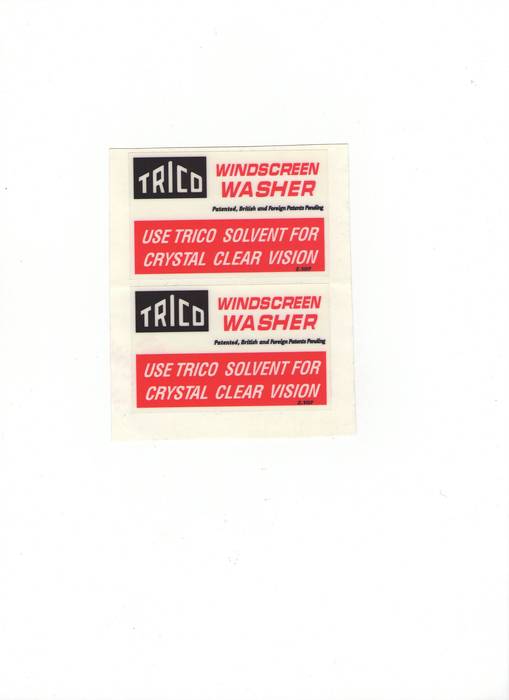 TRICO
WINDSCREEN
WASHER
Patented, British and Foreign Patents Pending
USE TRICO SOLVENT FOR
CRYSTAL CLEAR VISION
TRICO
WINDSCREEN
WASHER
Patented, British and Foreign Patents Pending
USE TRICO SOLVENT FOR
CRYSTAL CLEAR VISION